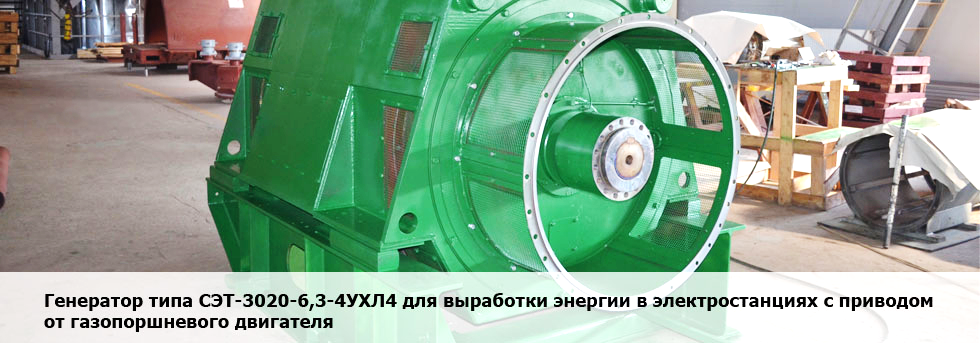 Генератор типа СЭТ-3020-6,3-4УХЛ4 для выработки энергии в электростанциях с приводом
от газопоршневого двигателя